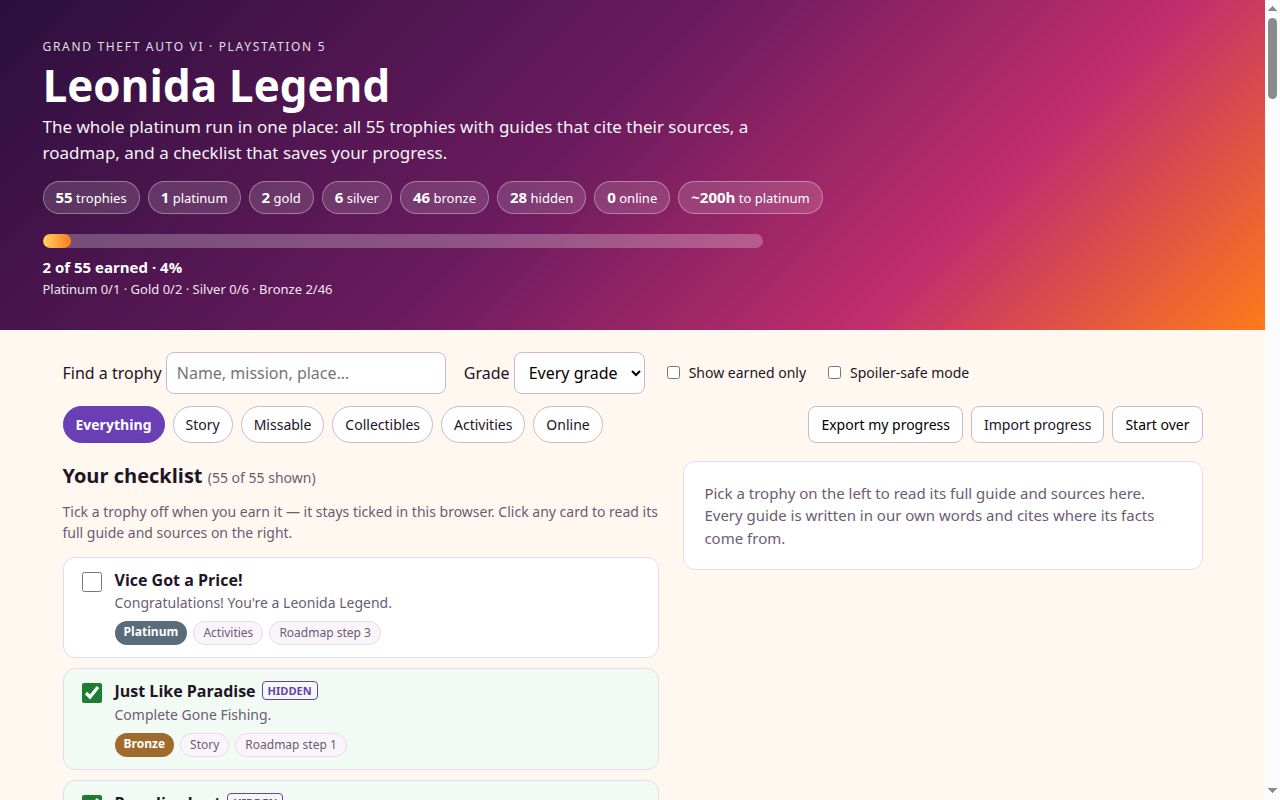 GRAND THEFT AUTO VI · PLAYSTATION 5
Leonida Legend
The whole platinum run in one place: all 55 trophies with guides that cite their sources, a
roadmap, and a checklist that saves your progress.
55 trophies
1 platinum
2 gold
6 silver
46 bronze
28 hidden
0 online
~200h to platinum
2 of 55 earned · 4%
Platinum 0/1 · Gold 0/2 · Silver 0/6 · Bronze 2/46
Find a trophy
Name, mission, place...
Grade
Every grade
Show earned only
Spoiler-safe mode
Everything
Story
Missable
Collectibles
Activities
Online
Export my progress
Import progress
Start over
Your checklist (55 of 55 shown)
Tick a trophy off when you earn it — it stays ticked in this browser. Click any card to read its
full guide and sources on the right.
Vice Got a Price!
Congratulations! You're a Leonida Legend.
Platinum
Activities
Roadmap step 3
Just Like Paradise HIDDEN
Complete Gone Fishing.
Bronze
Story
Roadmap step 1
Pick a trophy on the left to read its full guide and sources here.
Every guide is written in our own words and cites where its facts
come from.